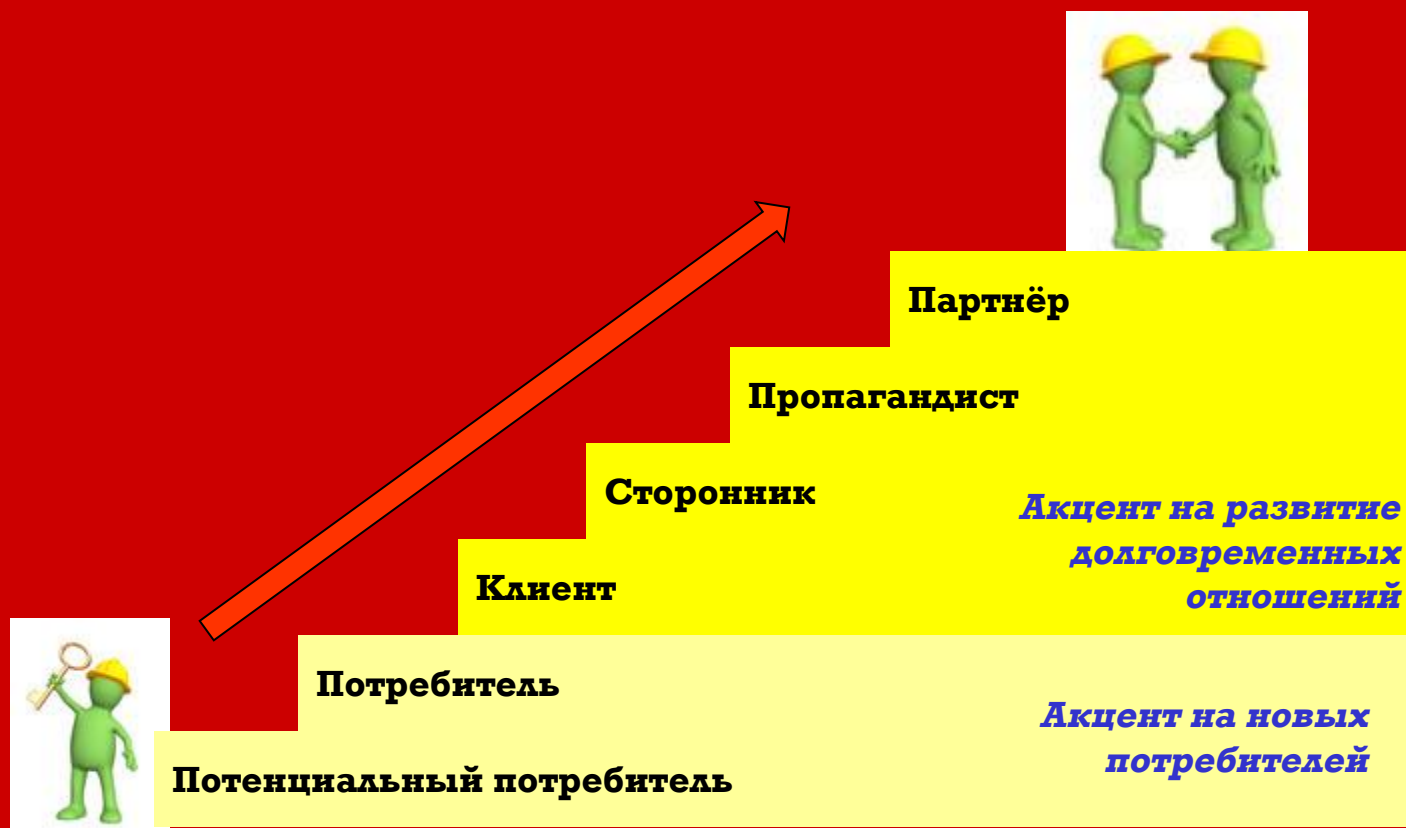 Партнёр
Пропагандист
Сторонник
Акцент на развитие
долговременных
отношений
Клиент
Потребитель
Акцент на новых
потребителей
Потенциальный потребитель